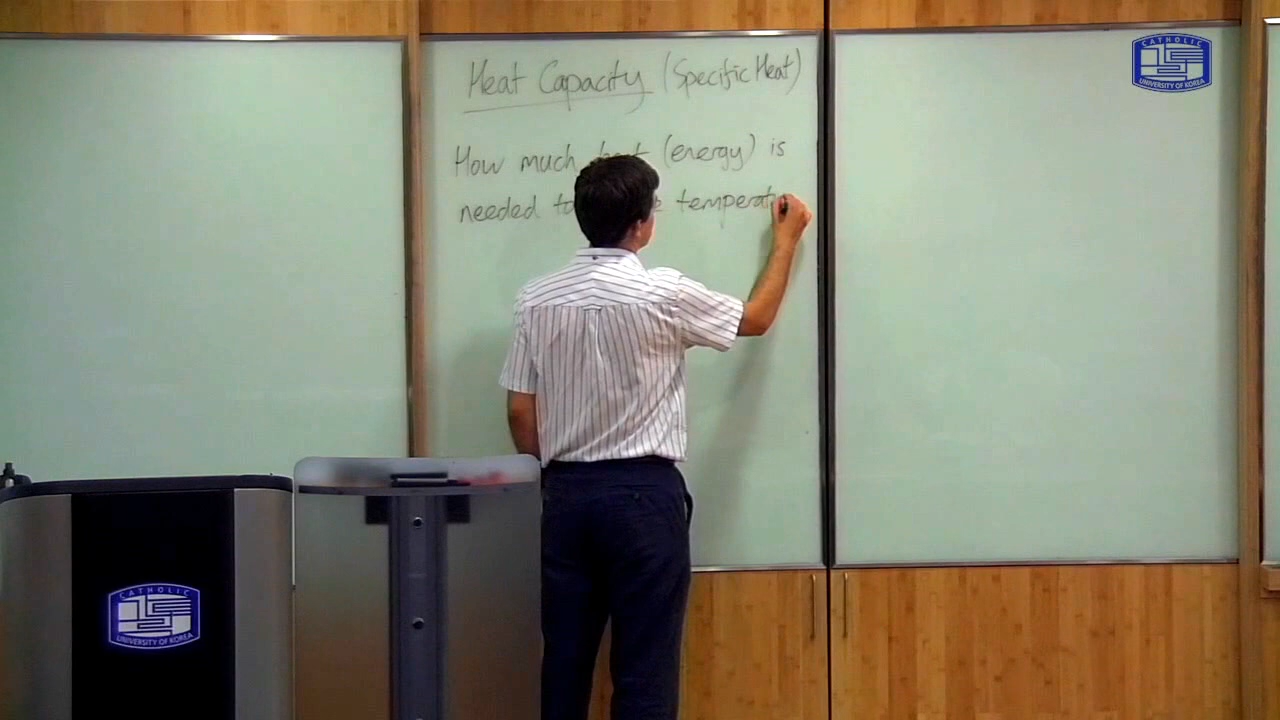 Heat Capacity (Specific Heat)
How much (energy) is
needed to temperat
CATHOLIC
UNIVERSITY OF KOREA
CATHOLIC
UNIVERSITY OF KOREA